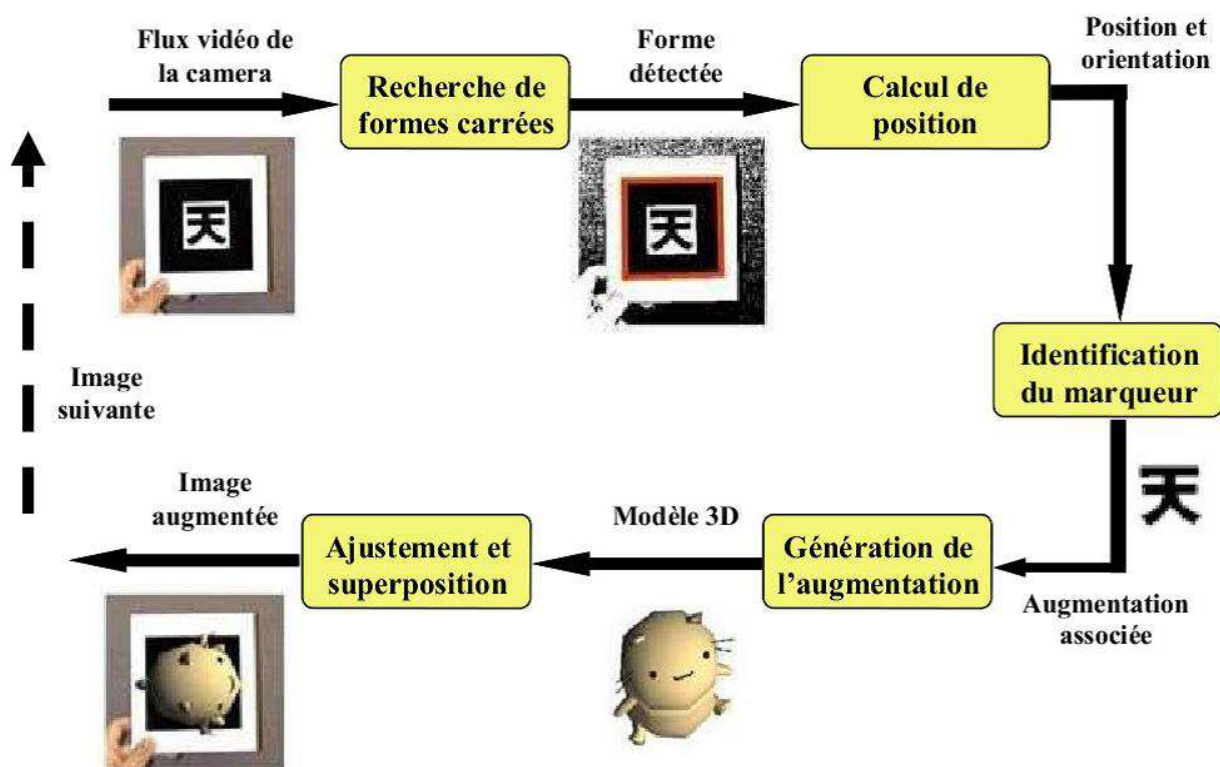 Flux vidéo de
la camera
Recherche de
formes carrées
Forme
détectée
Calcul de
position
Position et
orientation
天
天
Identification
du marqueur
天
Augmentation
associée
Génération de
l'augmentation
Modèle 3D
Ajustement et
superposition
Image
augmentée
Image
suivante